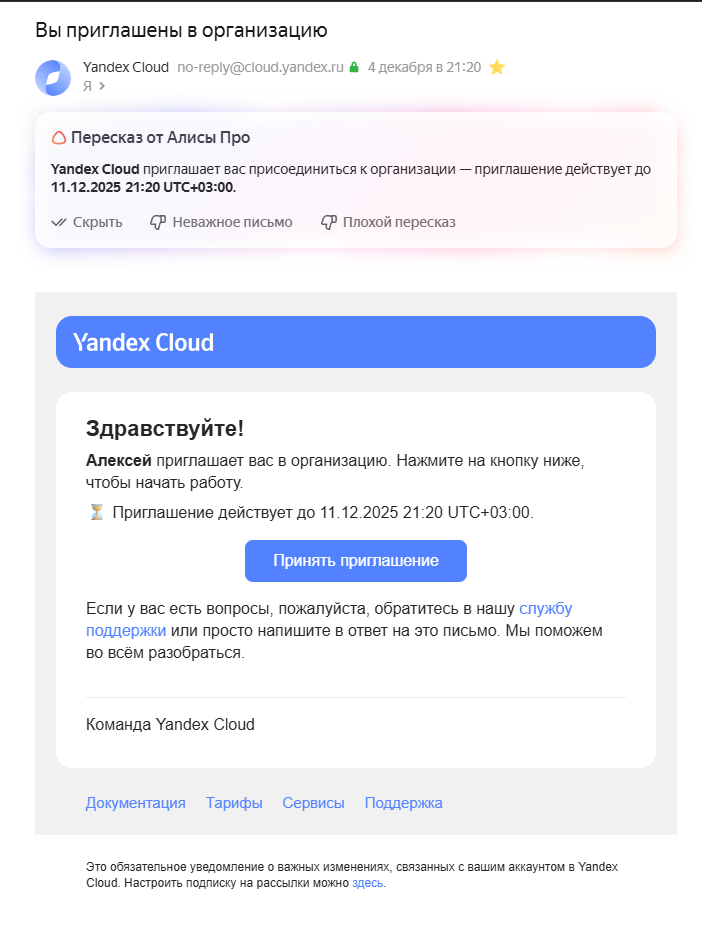 Вы приглашены в организацию
Yandex Cloud no-reply@cloud.yandex.ru 4 декабря в 21:20
Я
Пересказ от Алисы Про
Yandex Cloud приглашает вас присоединиться к организации — приглашение действует до
11.12.2025 21:20 UTC+03:00.
Скрыть Неважное письмо Плохой пересказ
Yandex Cloud
Здравствуйте!
Алексей приглашает вас в организацию. Нажмите на кнопку ниже,
чтобы начать работу.
⏳ Приглашение действует до 11.12.2025 21:20 UTC+03:00.
Принять приглашение
Если у вас есть вопросы, пожалуйста, обратитесь в нашу службу
поддержки или просто напишите в ответ на это письмо. Мы поможем
во всём разобраться.
Команда Yandex Cloud
Документация Тарифы Сервисы Поддержка
Это обязательное уведомление о важных изменениях, связанных с вашим аккаунтом в Yandex
Cloud. Настроить подписку на рассылки можно здесь.